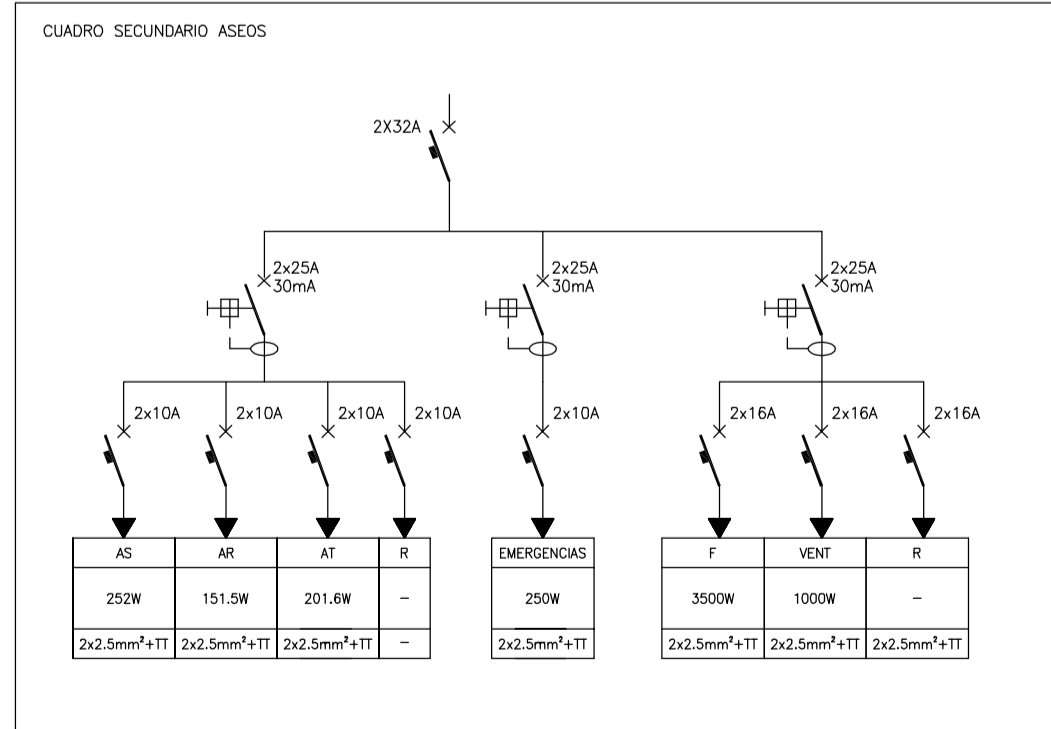 CUADRO SECUNDARIO ASEOS
2X32A
2x25A
30mA
2x25A
30mA
2x25A
30mA
2x10A
2x10A
2x10A
2x10A
2x10A
2x16A
2x16A
2x16A
AS AR AT R
252W 151.5W 201.6W -
2x2.5mm²+TT 2x2.5mm²+TT 2x2.5mm²+TT -
EMERGENCIAS
250W
2x2.5mm²+TT
F VENT R
3500W 1000W -
2x2.5mm²+TT 2x2.5mm²+TT 2x2.5mm²+TT